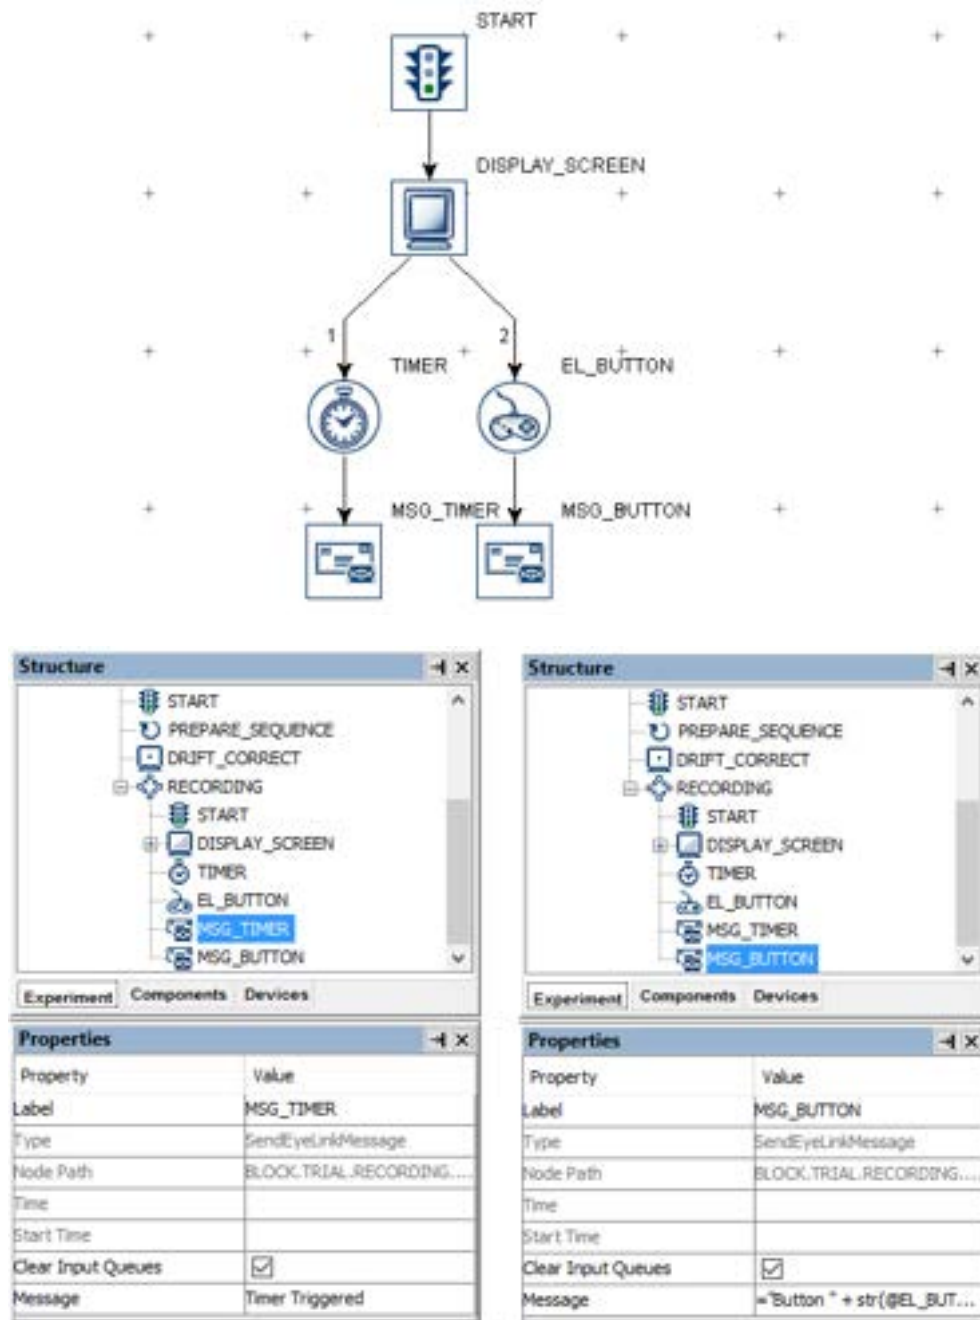 START
DISPLAY_SCREEN
1
2
TIMER
EL_BUTTON
MSG_TIMER
MSG_BUTTON
Structure
START
PREPARE_SEQUENCE
DRIFT_CORRECT
RECORDING
START
DISPLAY_SCREEN
TIMER
EL_BUTTON
MSG_TIMER
MSG_BUTTON
Experiment Components Devices
Properties
Property Value
Label MSG_TIMER
Type SendEyeLinkMessage
Node Path BLOCK.TRIAL.RECORDING....
Time
Start Time
Clear Input Queues
Message Timer Triggered
Structure
START
PREPARE_SEQUENCE
DRIFT_CORRECT
RECORDING
START
DISPLAY_SCREEN
TIMER
EL_BUTTON
MSG_TIMER
MSG_BUTTON
Experiment Components Devices
Properties
Property Value
Label MSG_BUTTON
Type SendEyeLinkMessage
Node Path BLOCK.TRIAL.RECORDING....
Time
Start Time
Clear Input Queues
Message ="Button " + str(@EL_BUT...